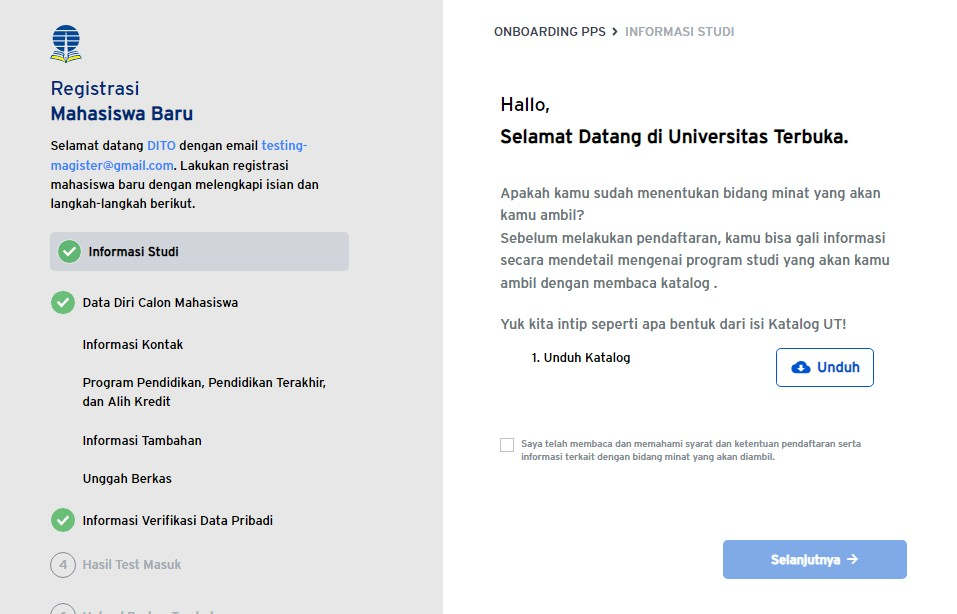 Registrasi
Mahasiswa Baru
Selamat datang DITO dengan email testing-
magister@gmail.com. Lakukan registrasi
mahasiswa baru dengan melengkapi isian dan
langkah-langkah berikut.
Informasi Studi
Data Diri Calon Mahasiswa
Informasi Kontak
Program Pendidikan, Pendidikan Terakhir,
dan Alih Kredit
Informasi Tambahan
Unggah Berkas
Informasi Verifikasi Data Pribadi
4 Hasil Test Masuk
ONBOARDING PPS > INFORMASI STUDI
Hallo,
Selamat Datang di Universitas Terbuka.
Apakah kamu sudah menentukan bidang minat yang akan
kamu ambil?
Sebelum melakukan pendaftaran, kamu bisa gali informasi
secara mendetail mengenai program studi yang akan kamu
ambil dengan membaca katalog .
Yuk kita intip seperti apa bentuk dari isi Katalog UT!
1. Unduh Katalog
Unduh
Saya telah membaca dan memahami syarat dan ketentuan pendaftaran serta
informasi terkait dengan bidang minat yang akan diambil.
Selanjutnya →